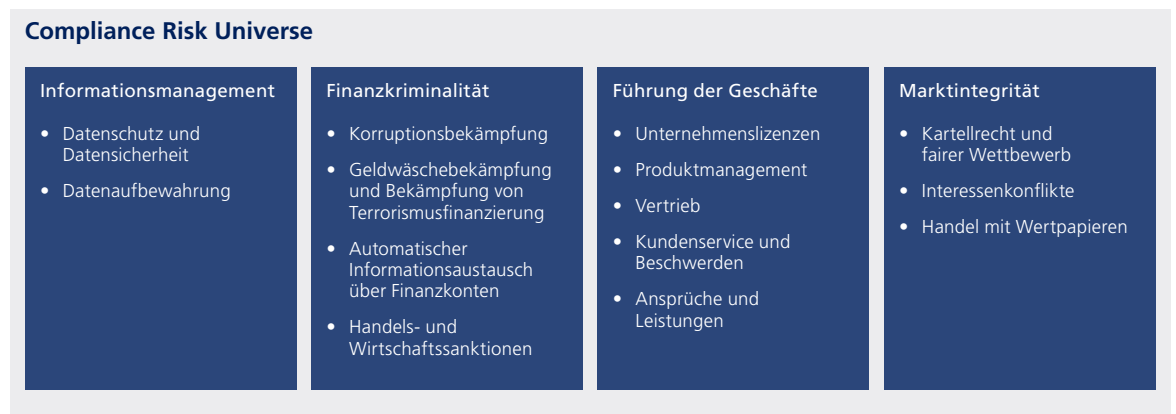 Compliance Risk Universe
Informationsmanagement
• Datenschutz und
Datensicherheit
• Datenaufbewahrung
Finanzkriminalität
• Korruptionsbekämpfung
• Geldwäschebekämpfung
und Bekämpfung von
Terrorismusfinanzierung
• Automatischer
Informationsaustausch
über Finanzkonten
• Handels- und
Wirtschaftssanktionen
Führung der Geschäfte
• Unternehmenslizenzen
• Produktmanagement
• Vertrieb
• Kundenservice und
Beschwerden
• Ansprüche und
Leistungen
Marktintegrität
• Kartellrecht und
fairer Wettbewerb
• Interessenkonflikte
• Handel mit Wertpapieren